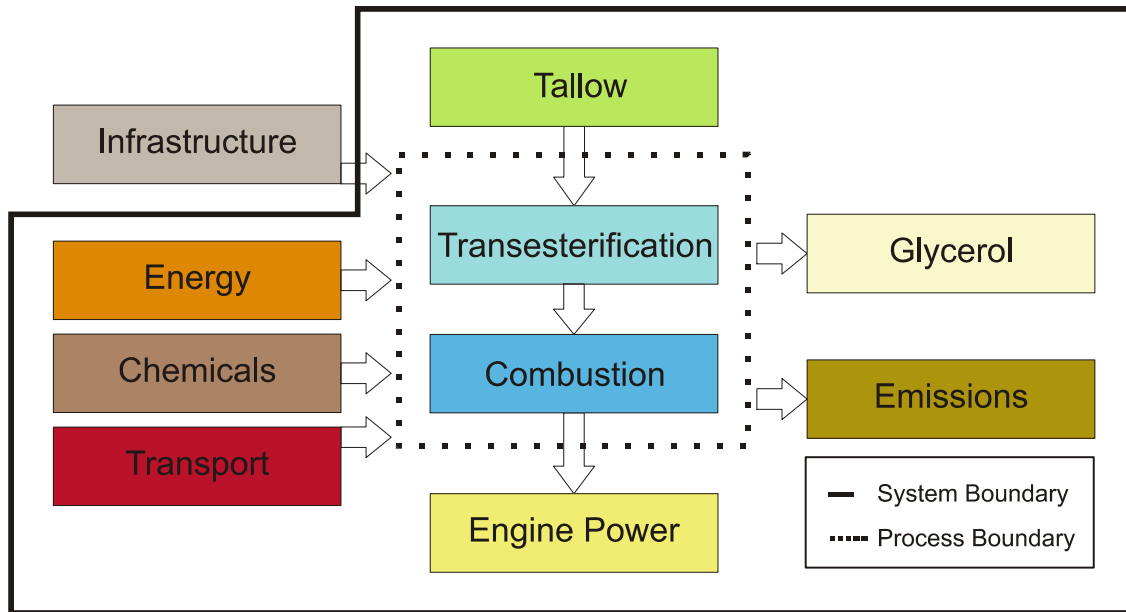 Tallow
Infrastructure
Transesterification
Glycerol
Energy
Chemicals
Combustion
Emissions
Transport
Engine Power
System Boundary
Process Boundary